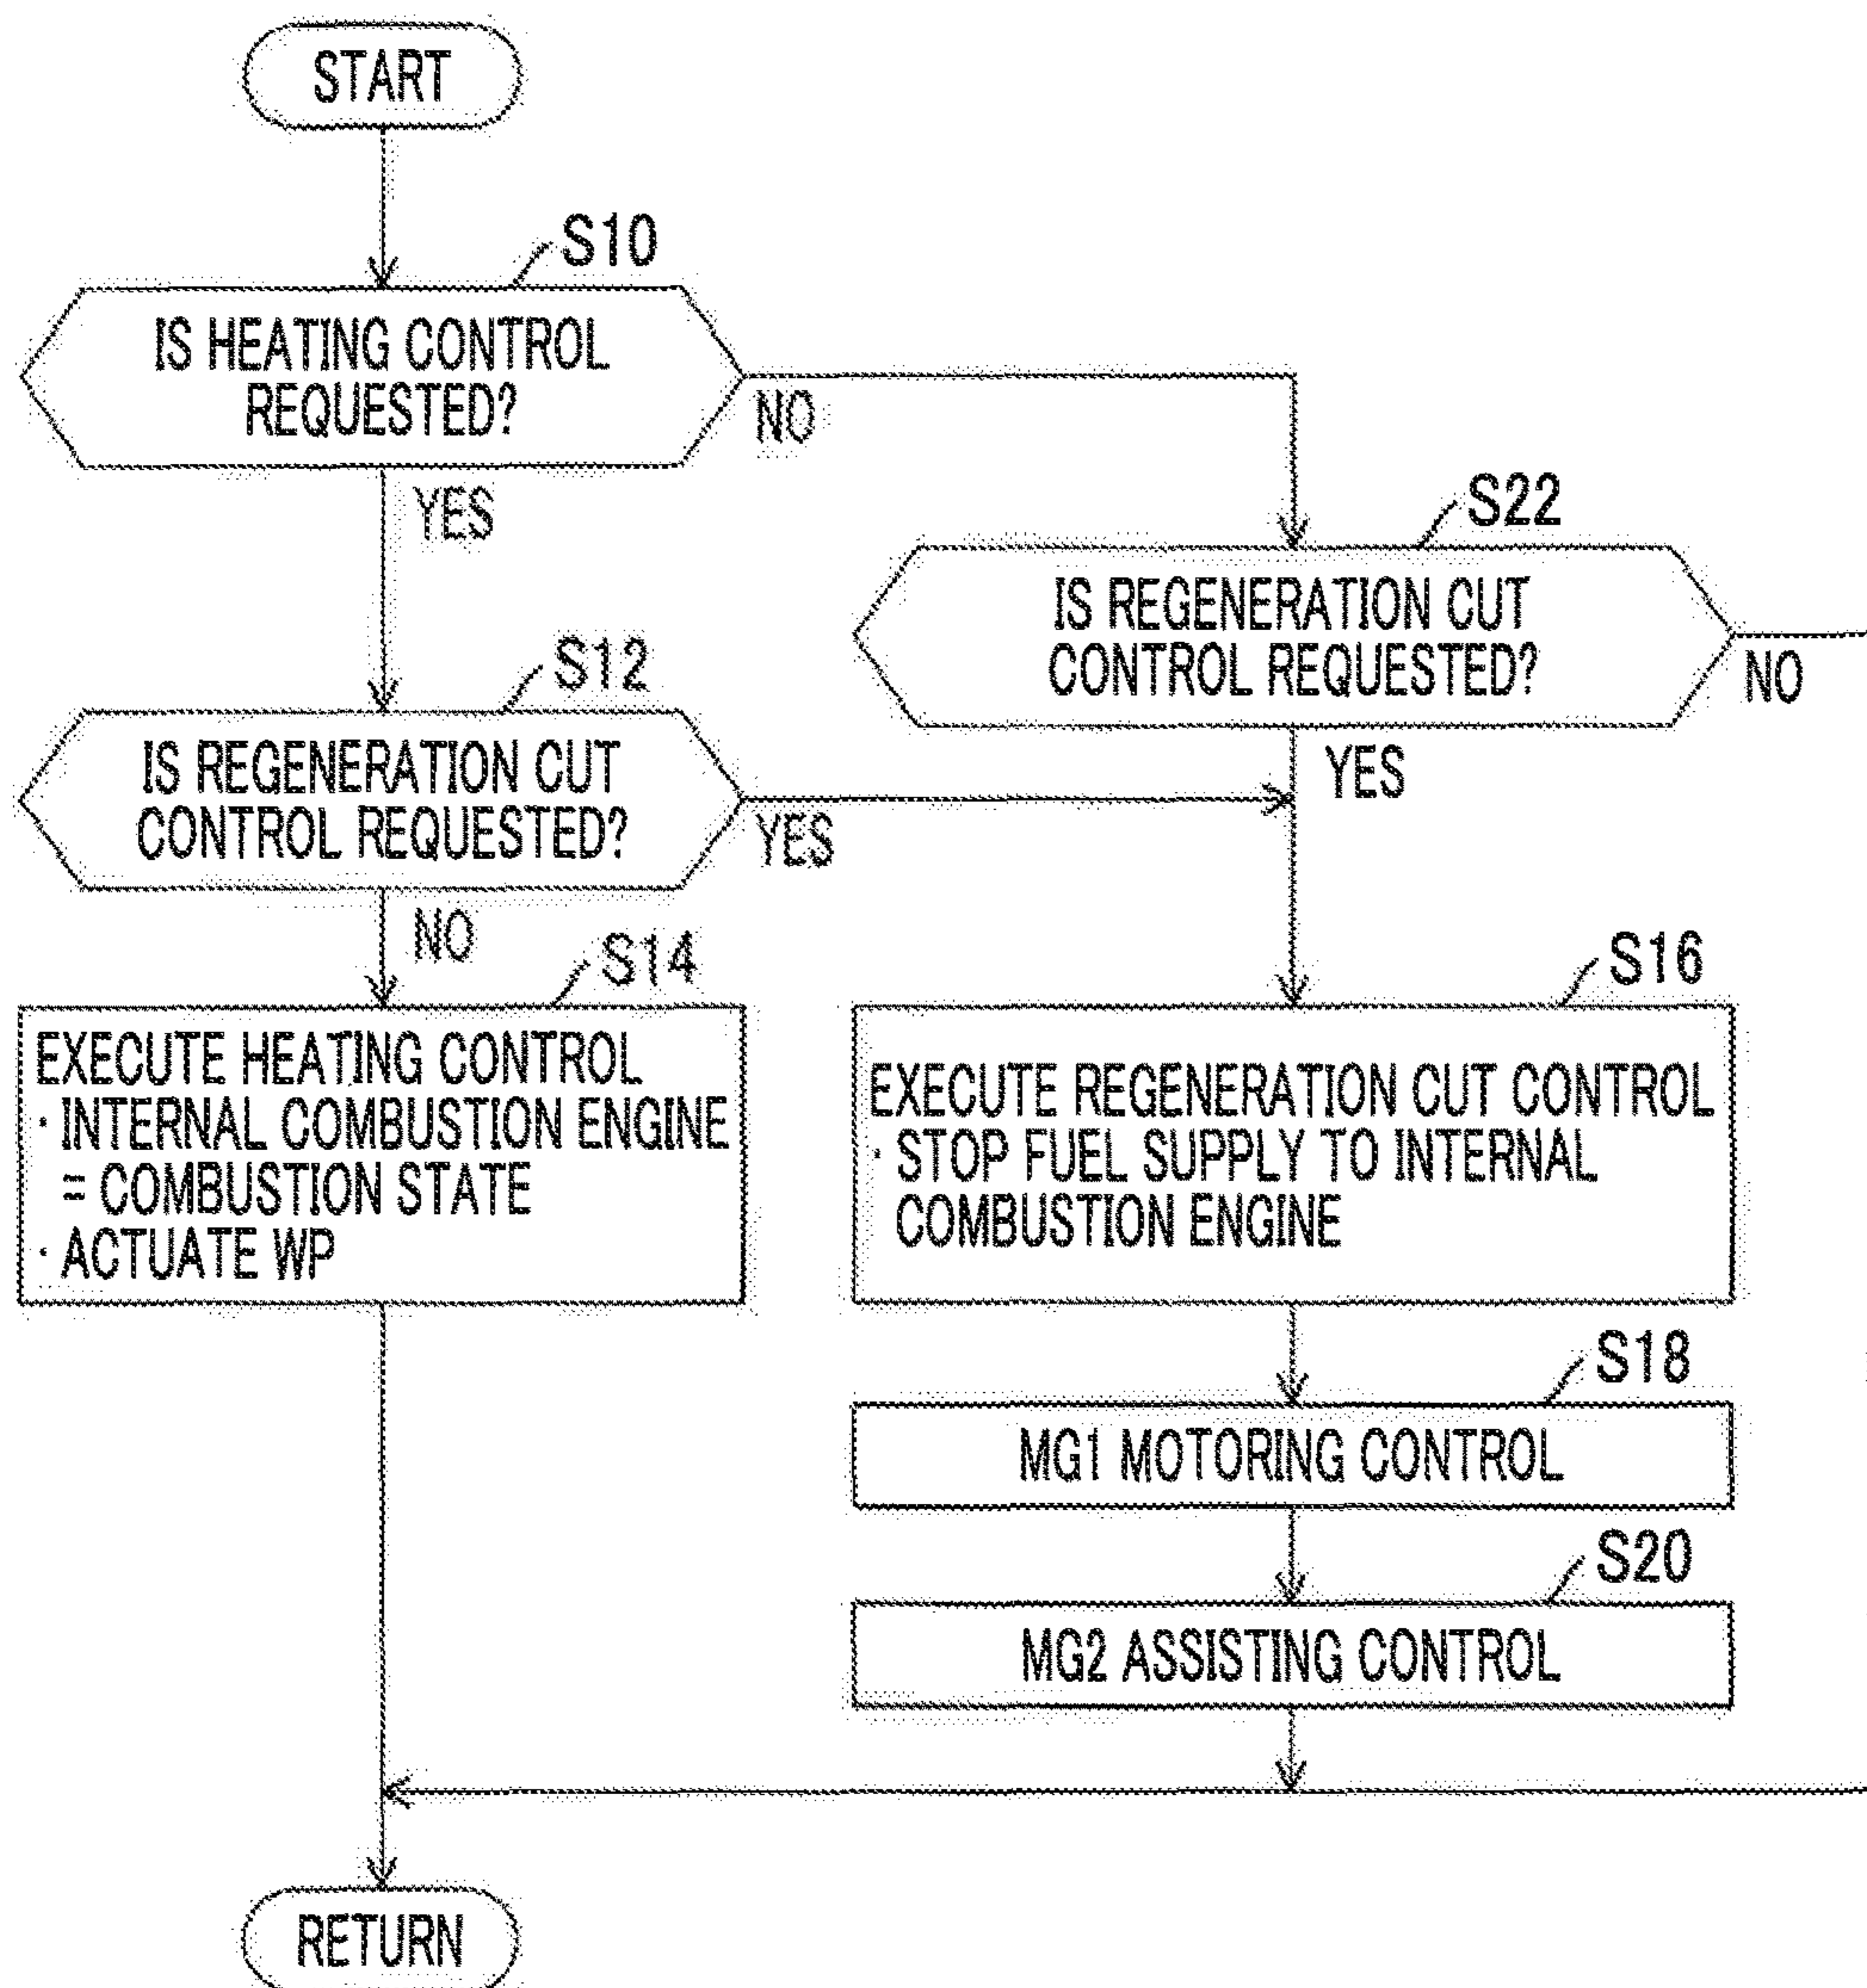 START
S10
IS HEATING CONTROL
REQUESTED?
NO
YES
S22
IS REGENERATION CUT
CONTROL REQUESTED?
NO
YES
S12
IS REGENERATION CUT
CONTROL REQUESTED?
YES
NO
S14
EXECUTE HEATING CONTROL
· INTERNAL COMBUSTION ENGINE
= COMBUSTION STATE
· ACTUATE WP
S16
EXECUTE REGENERATION CUT CONTROL
· STOP FUEL SUPPLY TO INTERNAL
COMBUSTION ENGINE
S18
MG1 MOTORING CONTROL
S20
MG2 ASSISTING CONTROL
RETURN